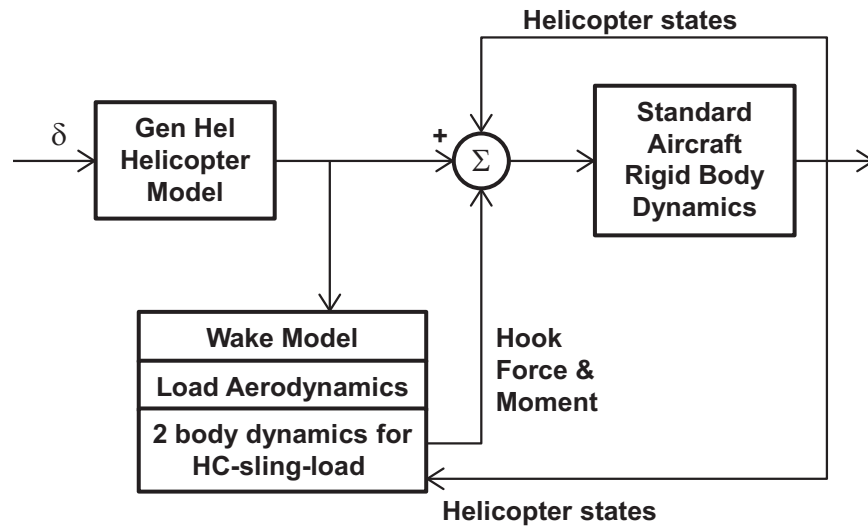 Helicopter states
δ
Gen Hel
Helicopter
Model
+
Σ
Standard
Aircraft
Rigid Body
Dynamics
Wake Model
Load Aerodynamics
2 body dynamics for
HC-sling-load
Hook
Force &
Moment
Helicopter states